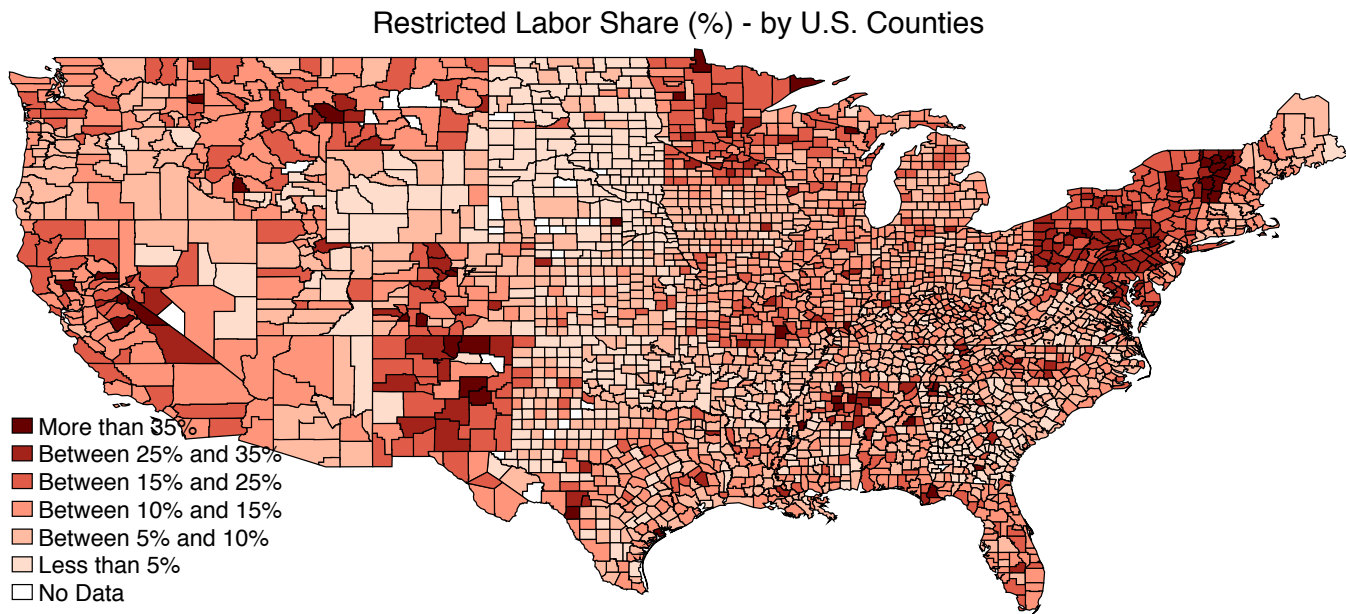 Restricted Labor Share (%) - by U.S. Counties
More than 35%
Between 25% and 35%
Between 15% and 25%
Between 10% and 15%
Between 5% and 10%
Less than 5%
No Data